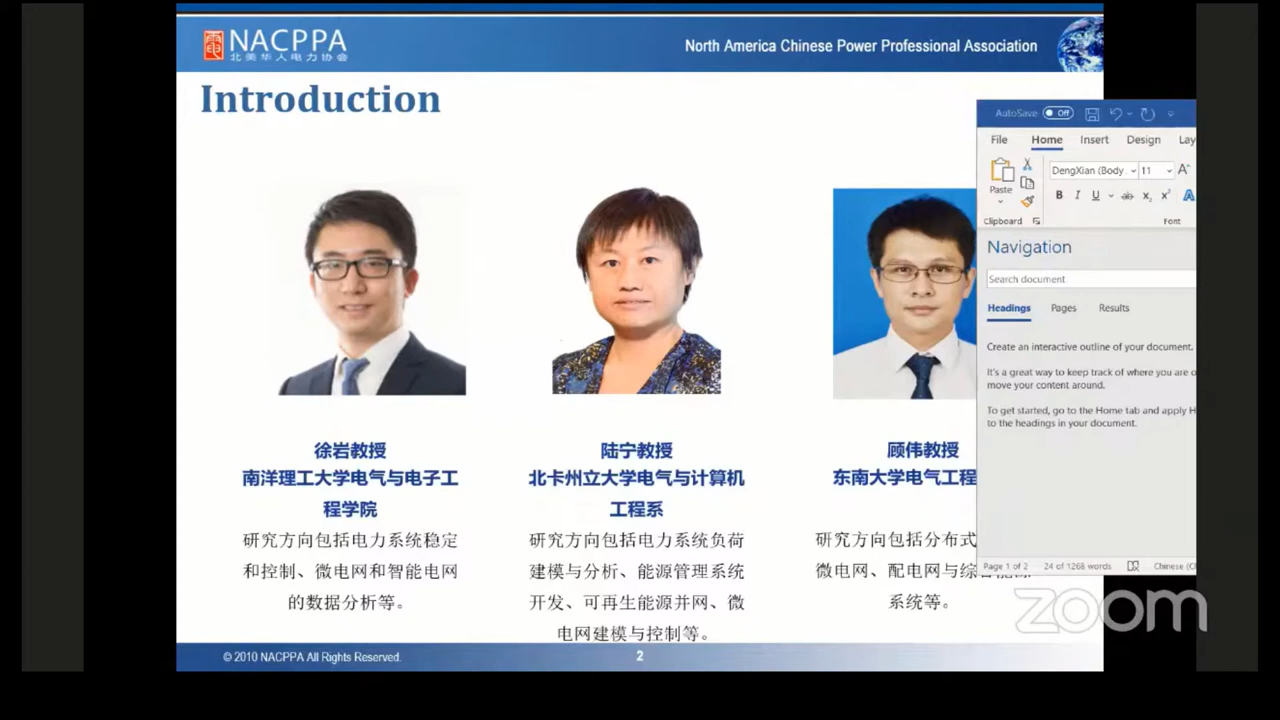 NACPPA
北美华人电力协会
North America Chinese Power Professional Association
Introduction
徐岩教授
南洋理工大学电气与电子工
程学院
研究方向包括电力系统稳定
和控制、微电网和智能电网
的数据分析等。
陆宁教授
北卡州立大学电气与计算机
工程系
研究方向包括电力系统负荷
建模与分析、能源管理系统
开发、可再生能源并网、微
电网建模与控制等。
顾伟教授
东南大学电气工程
研究方向包括分布式
微电网、配电网与综合能源
系统等。
© 2010 NACPPA All Rights Reserved.
2
AutoSave Off
File Home Insert Design Lay
DengXian (Body 11
Paste
B I U ab x₂ x² A
Clipboard
Font
Navigation
Search document
Headings Pages Results
Create an interactive outline of your document.
It's a great way to keep track of where you are o
move your content around.
To get started, go to the Home tab and apply H
to the headings in your document.
Page 1 of 2 24 of 1268 words Chinese (C
zoom